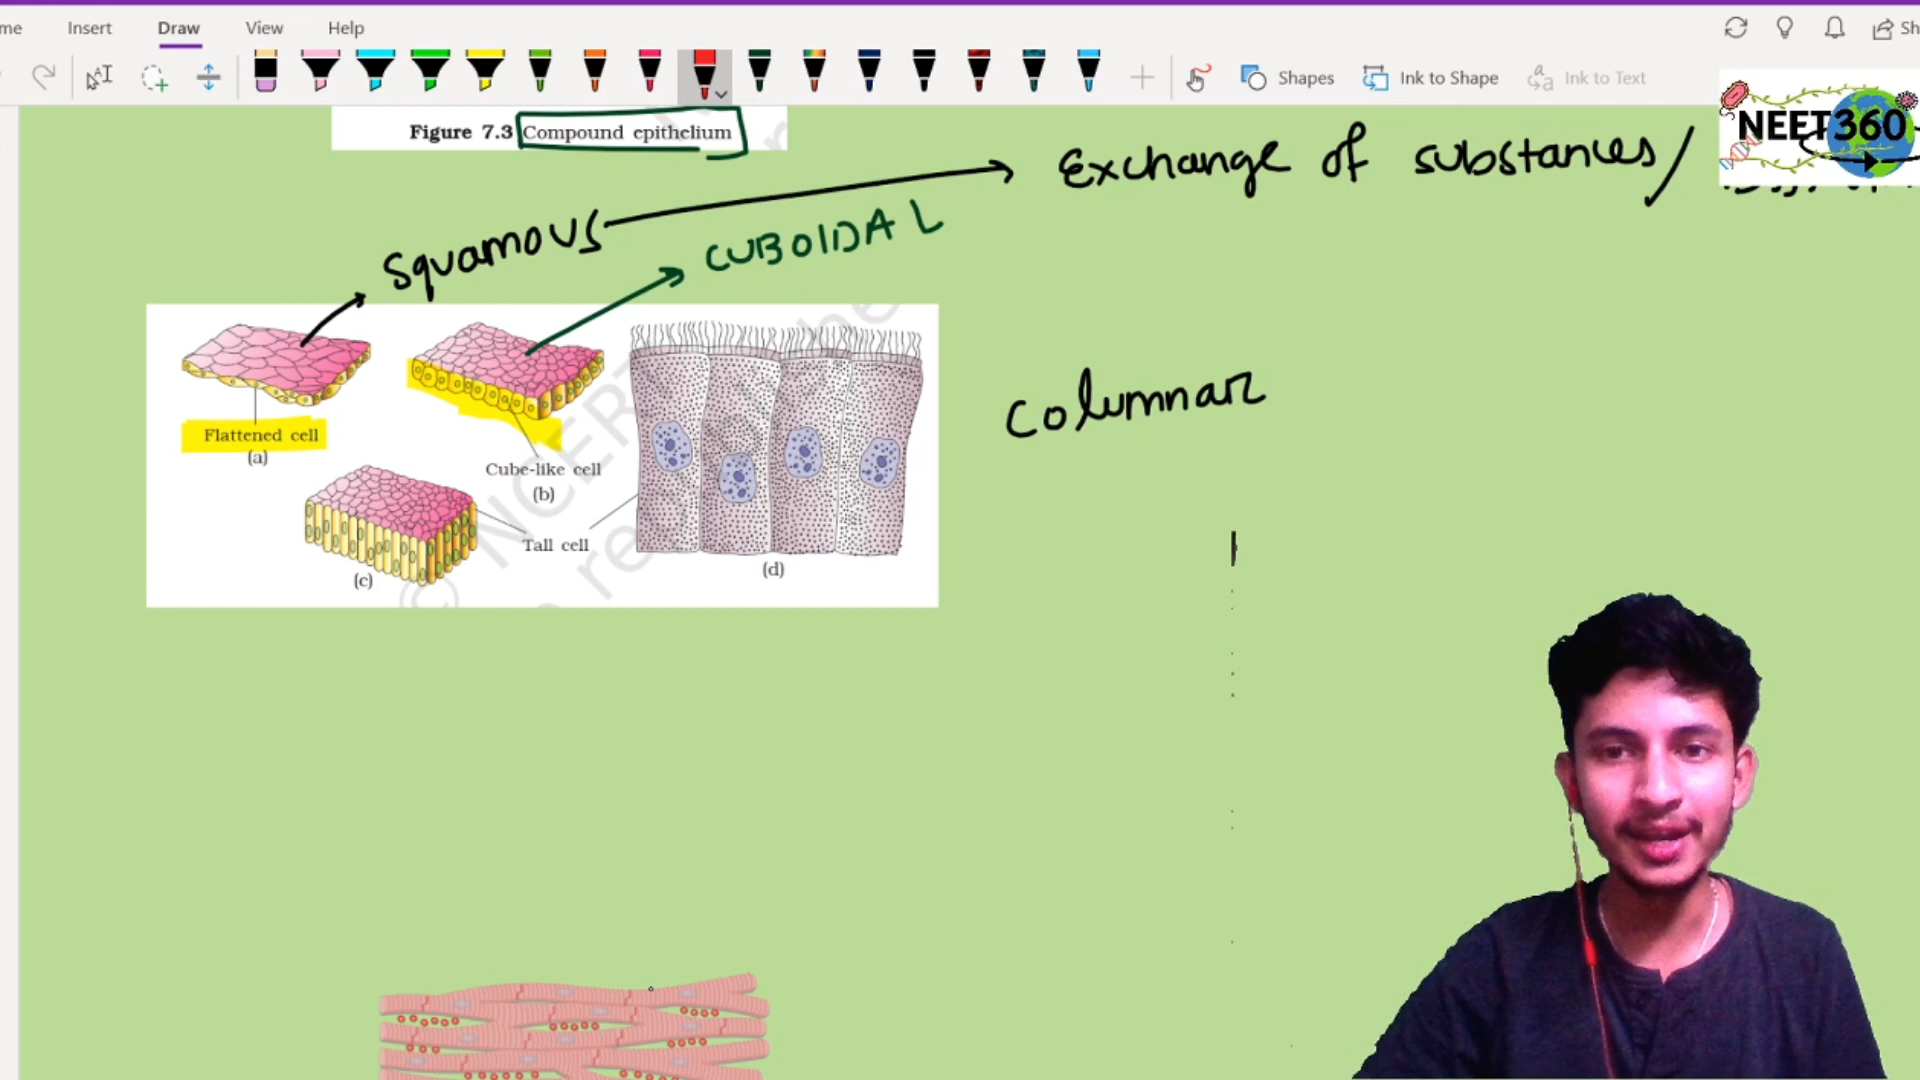 Insert Draw View Help
Shapes Ink to Shape Ink to Text
NEET360
Figure 7.3 Compound epithelium
Exchange of substances/
Squamous
CUBOIDAL
Columnar
Flattened cell
(a)
Cube-like cell
(b)
Tall cell
(c)
(d)